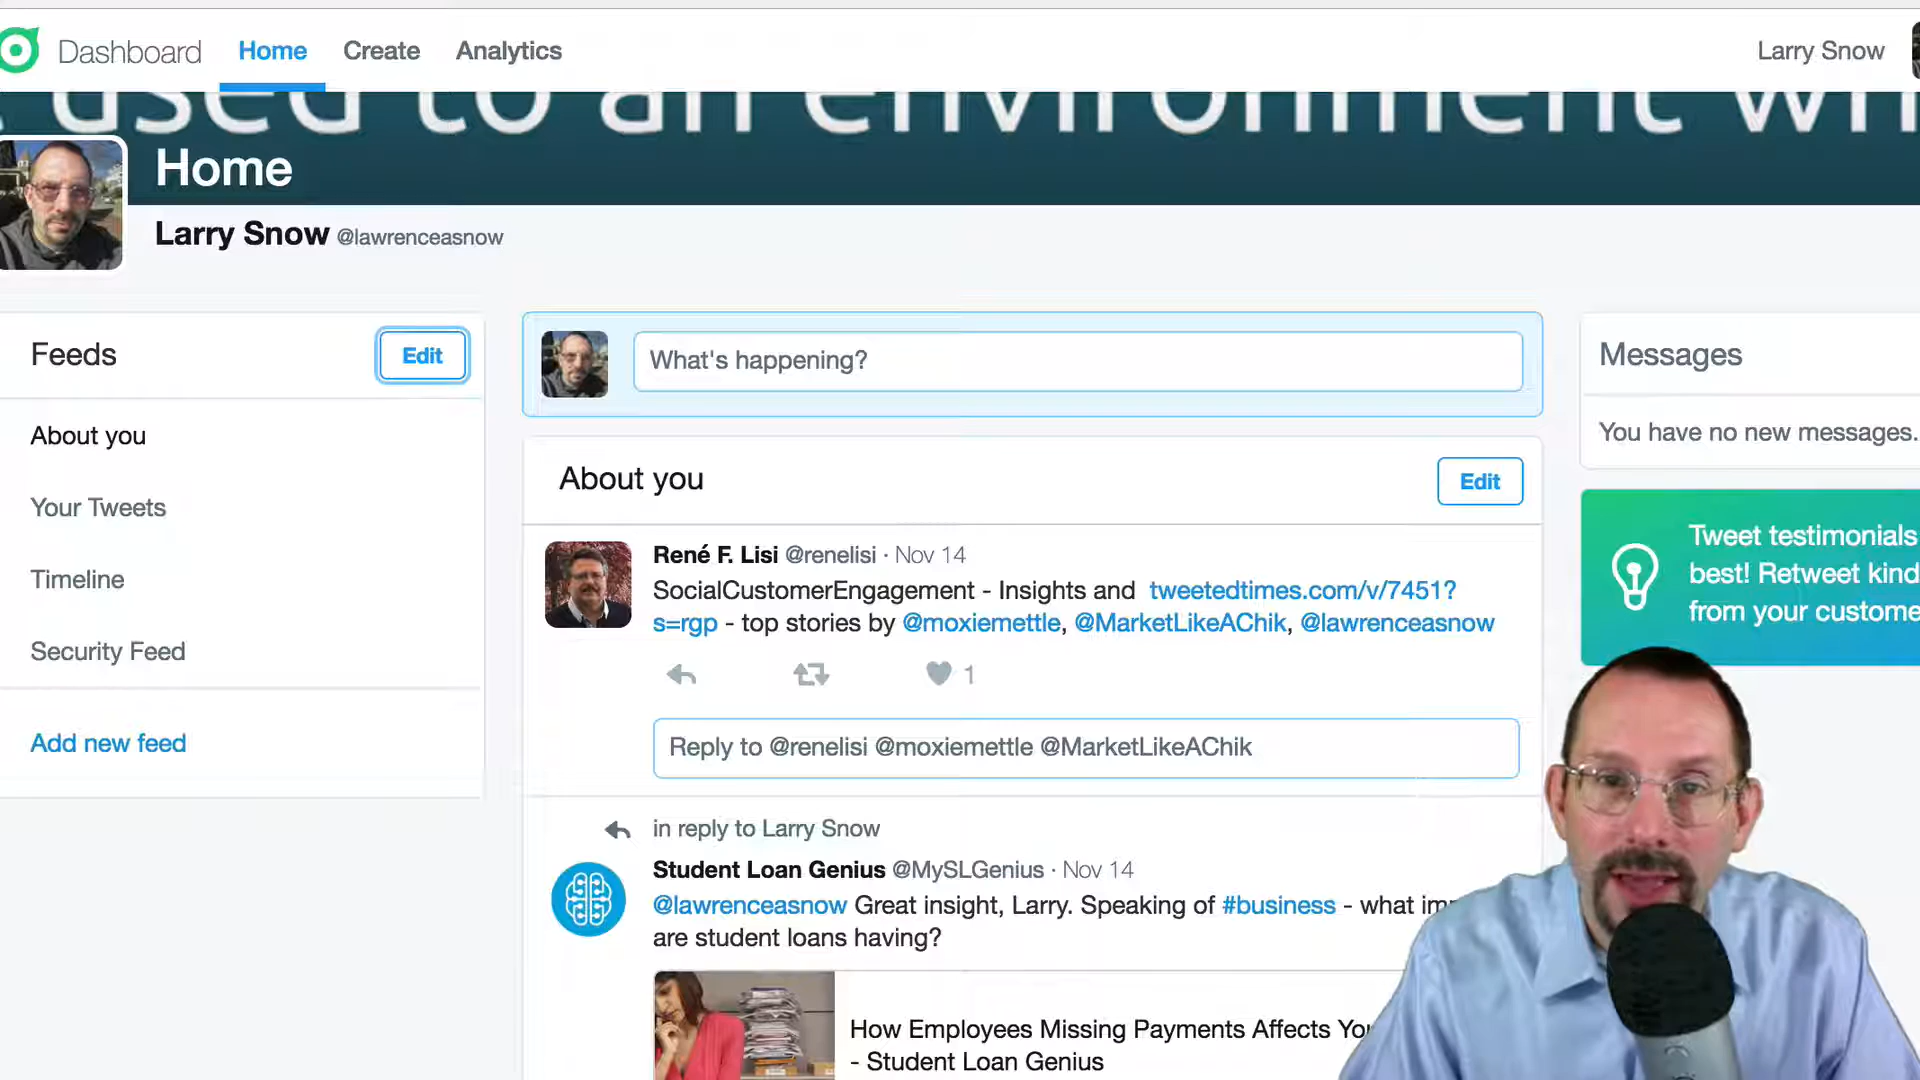 Dashboard Home Create Analytics Larry Snow
used to an environment
Home
Larry Snow @lawrenceasnow
Feeds Edit
About you
Your Tweets
Timeline
Security Feed
Add new feed
What's happening?
About you Edit
René F. Lisi @renelisi · Nov 14
SocialCustomerEngagement - Insights and tweetedtimes.com/v/7451?
s=rgp - top stories by @moxiemettle, @MarketLikeAChik, @lawrenceasnow
1
Reply to @renelisi @moxiemettle @MarketLikeAChik
in reply to Larry Snow
Student Loan Genius @MySLGenius · Nov 14
@lawrenceasnow Great insight, Larry. Speaking of #business - what
are student loans having?
How Employees Missing Payments Affects
- Student Loan Genius
Messages
You have no new messages.
Tweet testimonials
best! Retweet kind
from your